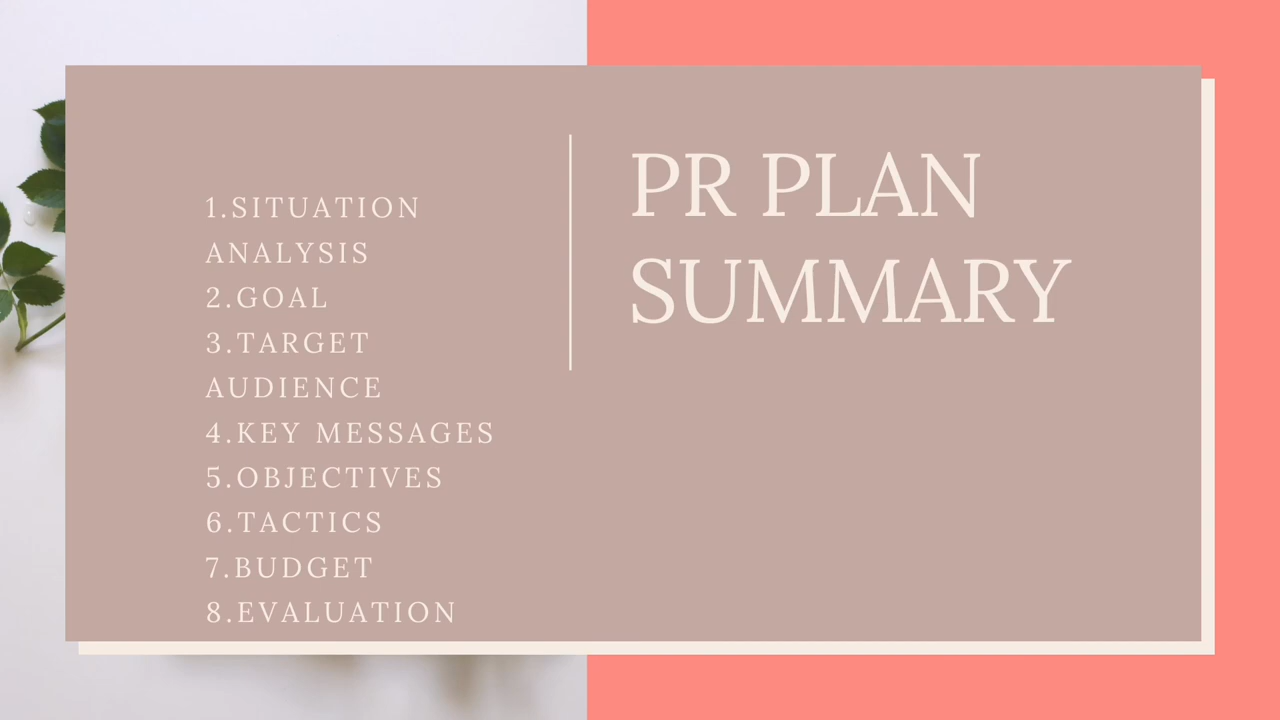 1.SITUATION
ANALYSIS
2.GOAL
3.TARGET
AUDIENCE
4.KEY MESSAGES
5.OBJECTIVES
6.TACTICS
7.BUDGET
8.EVALUATION
PR PLAN
SUMMARY